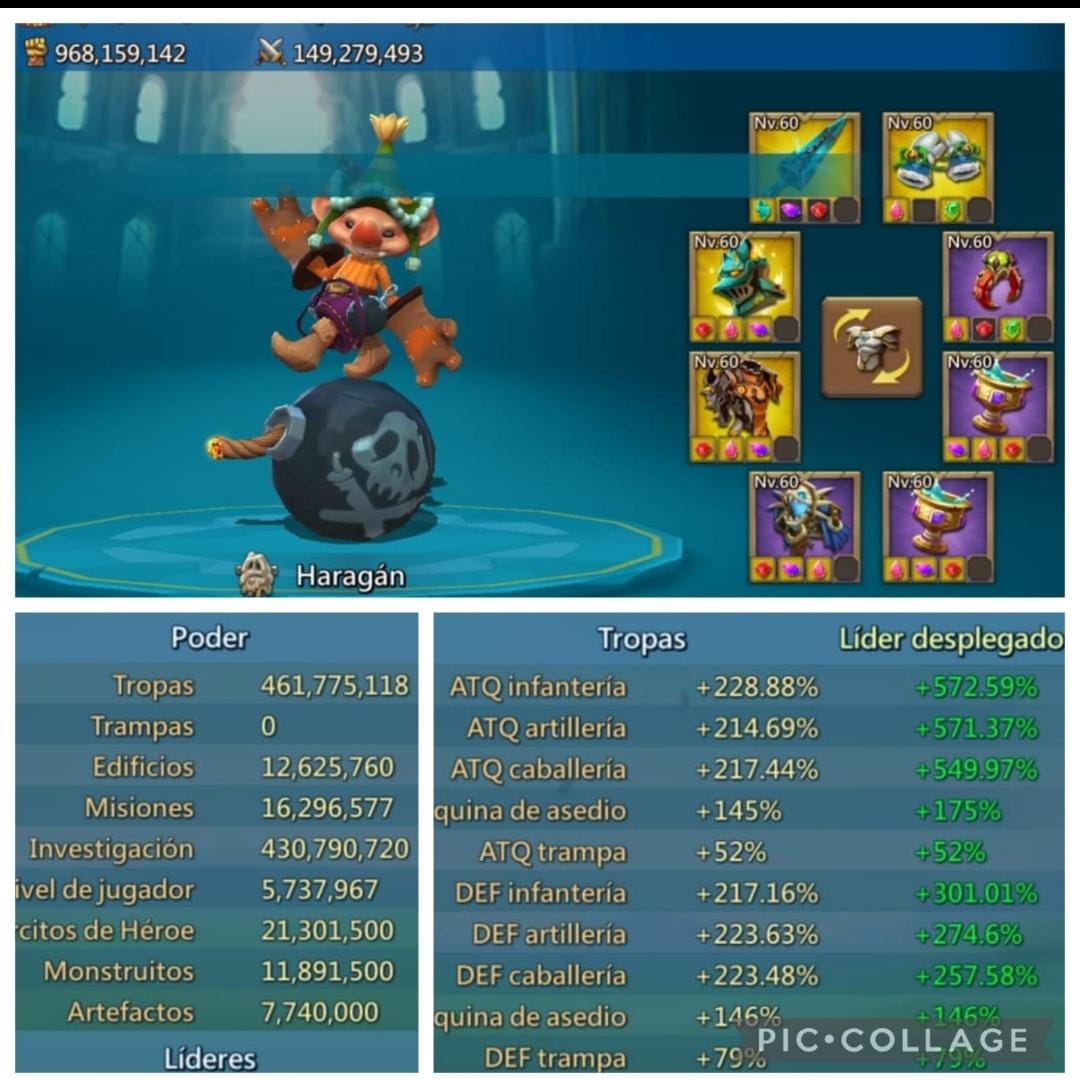 968,159,142 149,279,493
Nv.60 Nv.60
Nv.60 Nv.60
Nv.60 Nv.60
Nv.60 Nv.60
Haragán
Poder
Tropas 461,775,118
Trampas 0
Edificios 12,625,760
Misiones 16,296,577
Investigación 430,790,720
ivel de jugador 5,737,967
rcitos de Héroe 21,301,500
Monstruitos 11,891,500
Artefactos 7,740,000
Líderes
Tropas Líder desplegado
ATQ infantería +228.88% +572.59%
ATQ artillería +214.69% +571.37%
ATQ caballería +217.44% +549.97%
quina de asedio +145% +175%
ATQ trampa +52% +52%
DEF infantería +217.16% +301.01%
DEF artillería +223.63% +274.6%
DEF caballería +223.48% +257.58%
quina de asedio +146% +146%
DEF trampa +79% +79%
PIC•COLLAGE